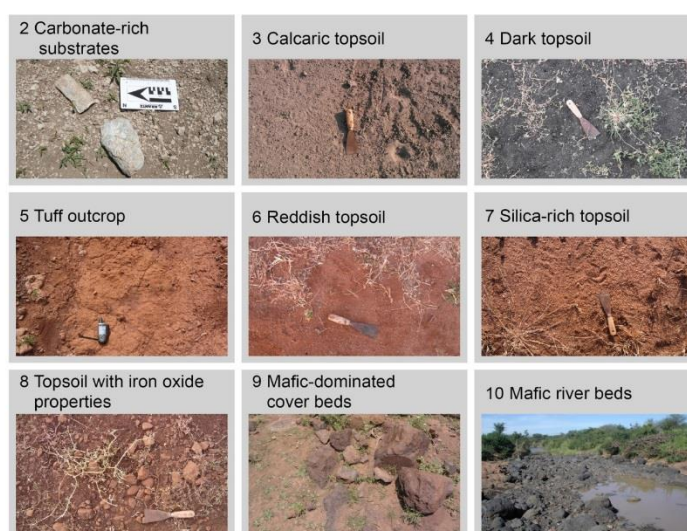 2 Carbonate-rich
substrates
3 Calcaric topsoil
4 Dark topsoil
5 Tuff outcrop
6 Reddish topsoil
7 Silica-rich topsoil
8 Topsoil with iron oxide
properties
9 Mafic-dominated
cover beds
10 Mafic river beds